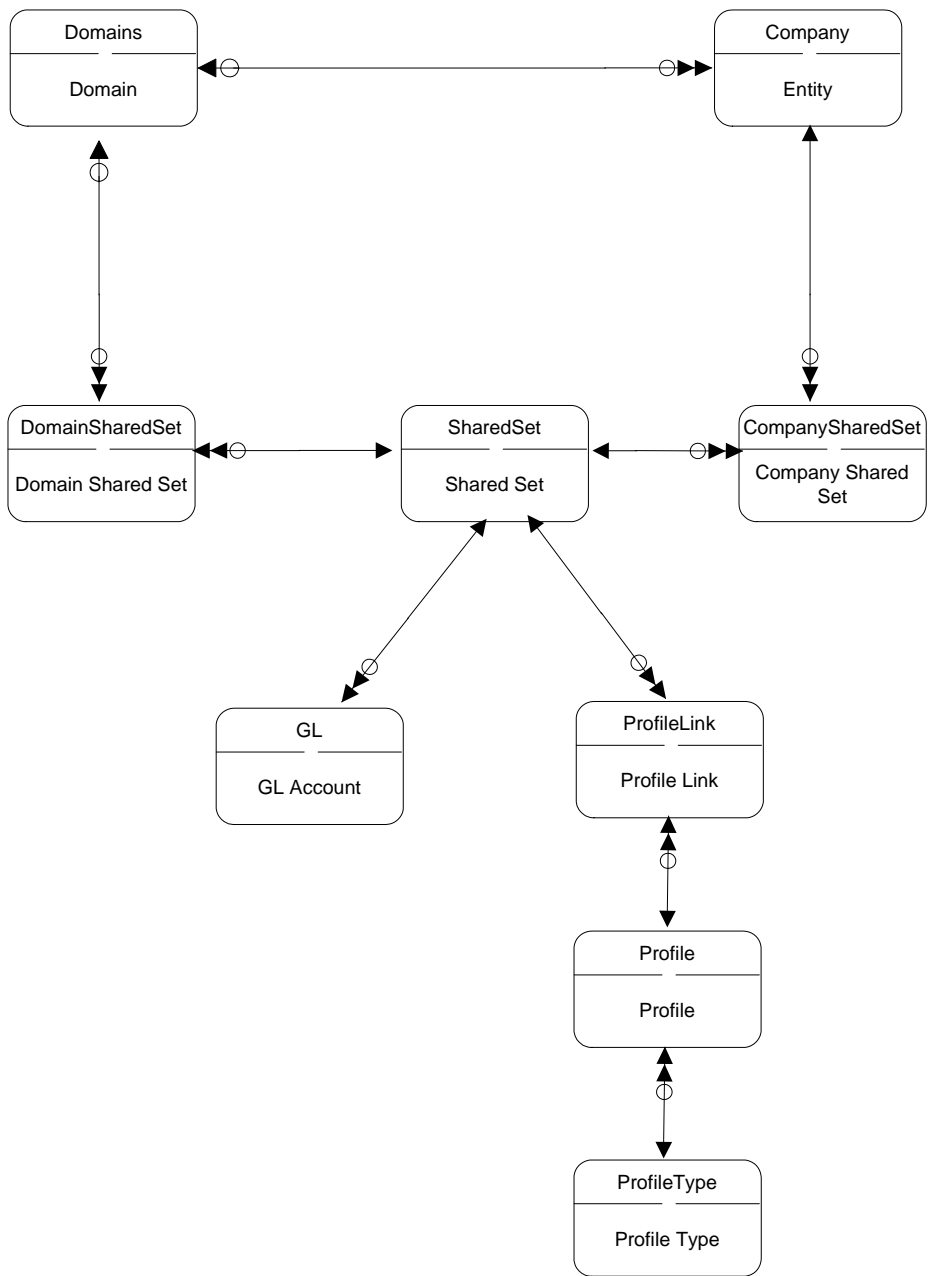 Domains
Domain
Company
Entity
DomainSharedSet
Domain Shared Set
SharedSet
Shared Set
CompanySharedSet
Company Shared
Set
GL
GL Account
ProfileLink
Profile Link
Profile
Profile
ProfileType
Profile Type